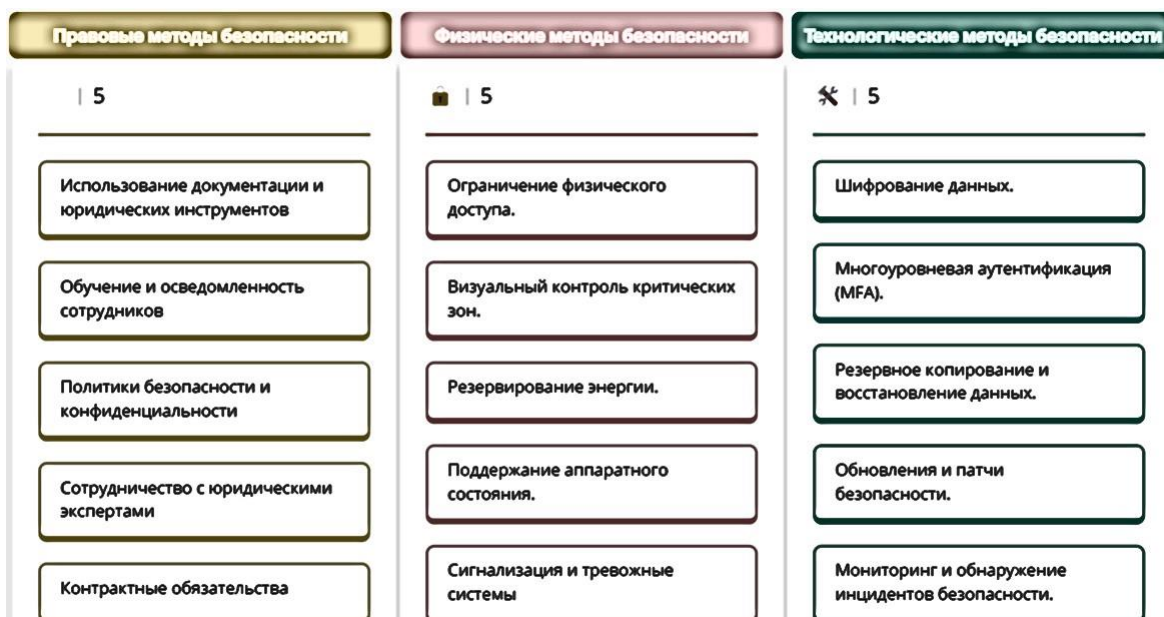 Правовые методы безопасности
Физические методы безопасности
Технологические методы безопасности
| 5
| 5
| 5
Использование документации и
юридических инструментов
Обучение и осведомленность
сотрудников
Политики безопасности и
конфиденциальности
Сотрудничество с юридическими
экспертами
Контрактные обязательства
Ограничение физического
доступа.
Визуальный контроль критических
зон.
Резервирование энергии.
Поддержание аппаратного
состояния.
Сигнализация и тревожные
системы
Шифрование данных.
Многоуровневая аутентификация
(MFA).
Резервное копирование и
восстановление данных.
Обновления и патчи
безопасности.
Мониторинг и обнаружение
инцидентов безопасности.